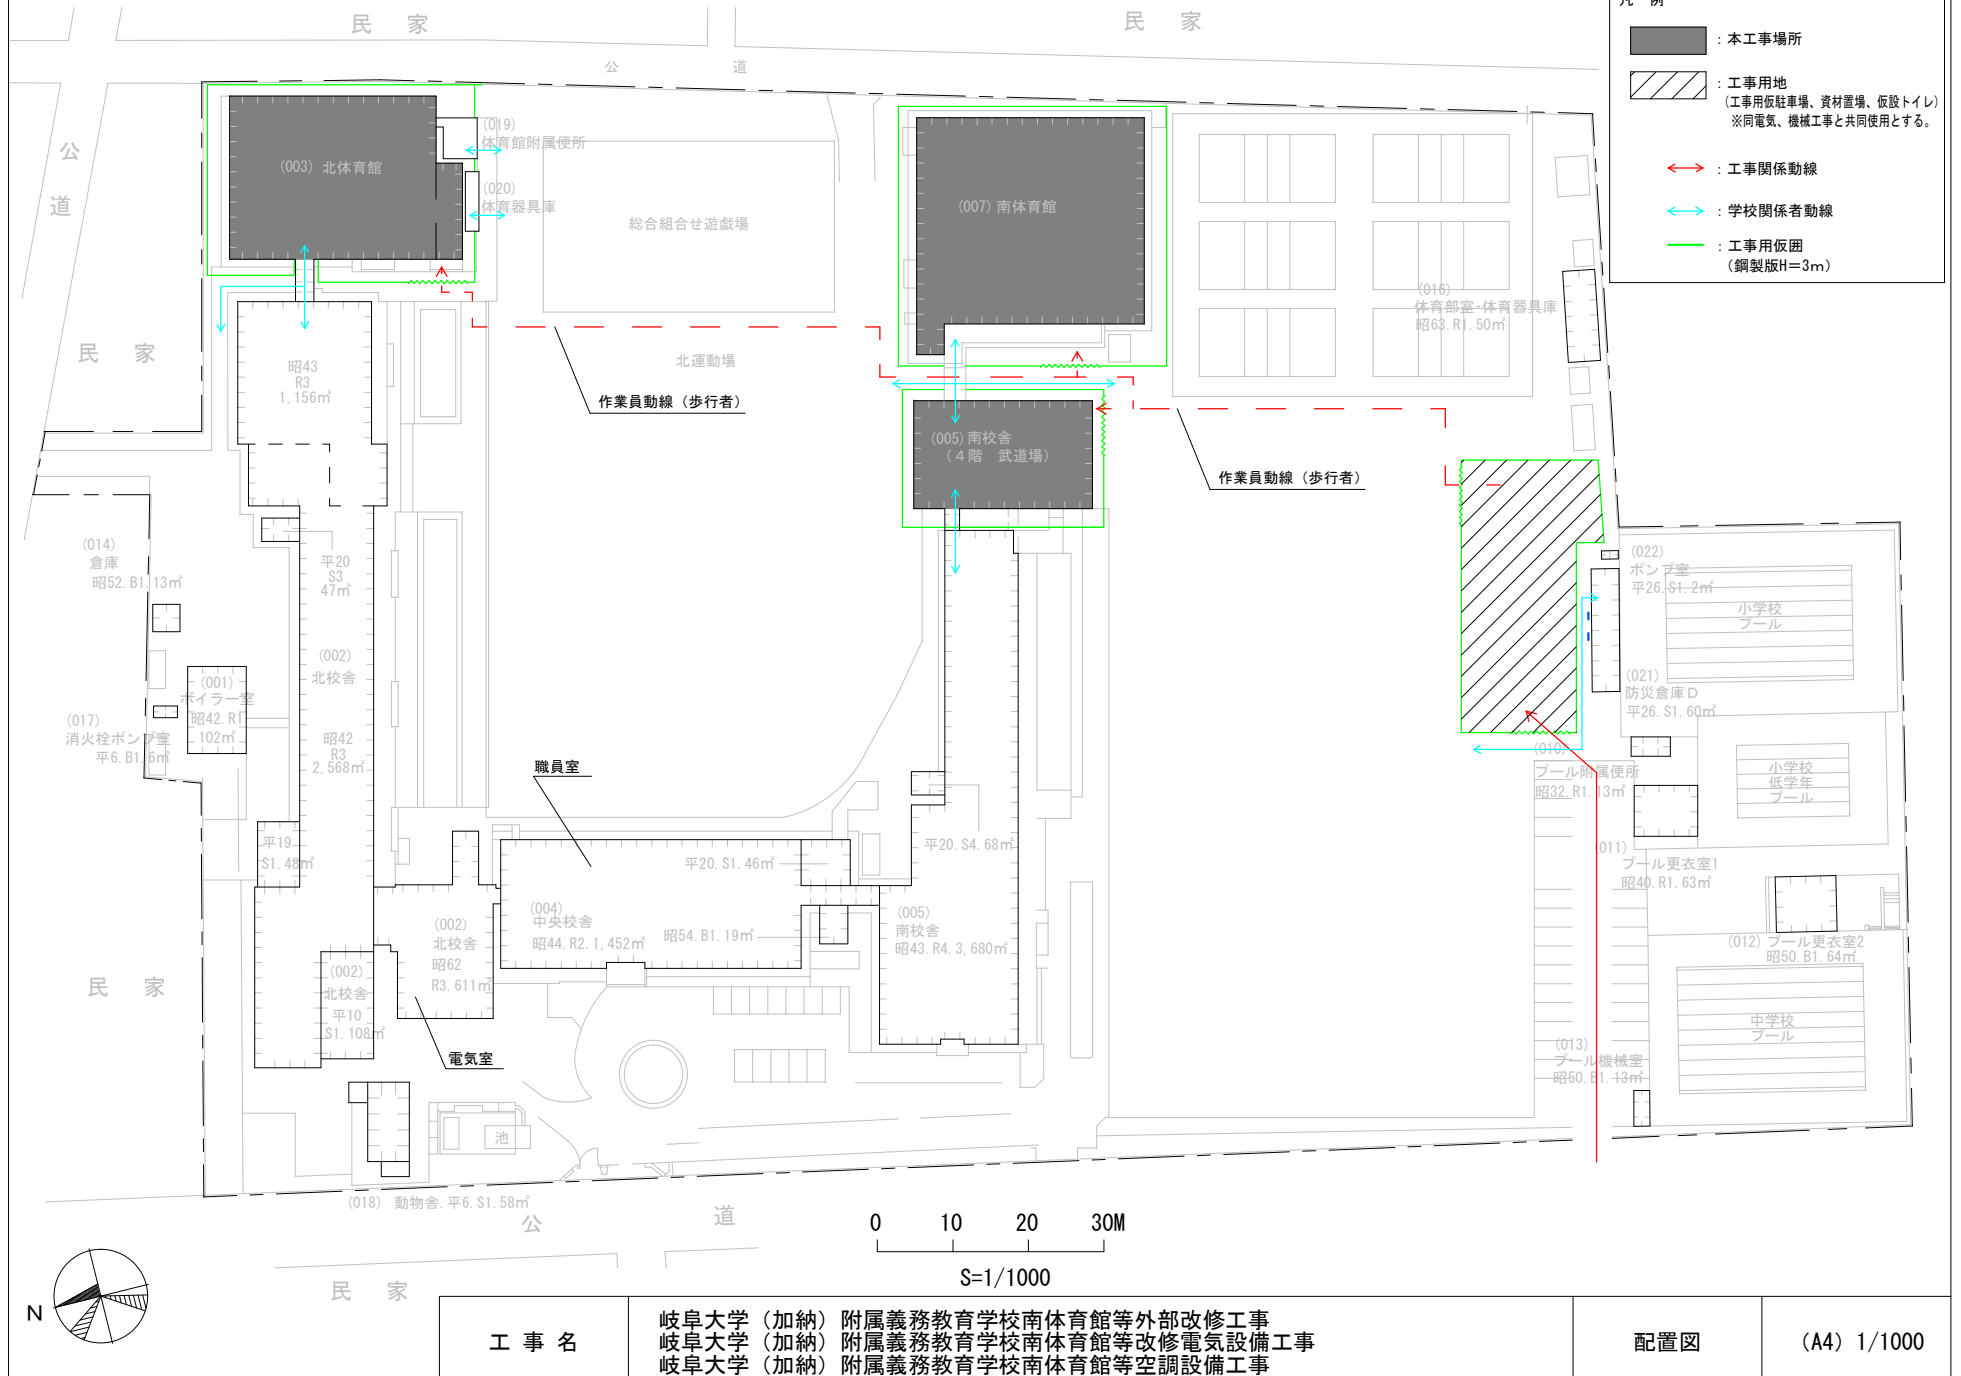 凡 例
：本工事場所
：工事用地
（工事用仮駐車場、資材置場、仮設トイレ）
※同電気、機械工事と共同使用とする。
：工事関係動線
：学校関係者動線
：工事用仮囲
（鋼製版H=3m）
民 家
民 家
公 道
公 道
民 家
民 家
(003) 北体育館
(019)
体育館附属便所
(020)
体育器具庫
総合組合せ遊戯場
(007) 南体育館
(016)
体育部室・体育器具庫
昭63.R1.50㎡
北運動場
作業員動線（歩行者）
作業員動線（歩行者）
(005) 南校舎
（4階 武道場）
昭43
R3
1,156㎡
(014)
倉庫
昭52.B1.13㎡
平20
S3
47㎡
(002)
北校舎
昭42
R3
2,568㎡
(001)
ボイラー室
昭42.R1
102㎡
(017)
消火栓ポンプ室
平6.B1.6㎡
平19
S1.48㎡
(002)
北校舎
昭62
R3.611㎡
(002)
北校舎
平10
S1.108㎡
電気室
職員室
(004)
中央校舎
昭44.R2.1,452㎡
平20.S1.46㎡
昭54.B1.19㎡
平20.S4.68㎡
(005)
南校舎
昭43.R4.3,680㎡
(022)
ポンプ室
平26.S1.2㎡
小学校
プール
(021)
防災倉庫D
平26.S1.60㎡
(010)
プール附属便所
昭32.R1.13㎡
小学校
低学年
プール
(011)
プール更衣室1
昭40.R1.63㎡
(012) プール更衣室2
昭50.B1.64㎡
中学校
プール
(013)
プール機械室
昭50.B1.13㎡
池
(018) 動物舎.平6.S1.58㎡
公 道
民 家
0 10 20 30M
S=1/1000
N
工 事 名
岐阜大学（加納）附属義務教育学校南体育館等外部改修工事
岐阜大学（加納）附属義務教育学校南体育館等改修電気設備工事
岐阜大学（加納）附属義務教育学校南体育館等空調設備工事
配置図
(A4) 1/1000